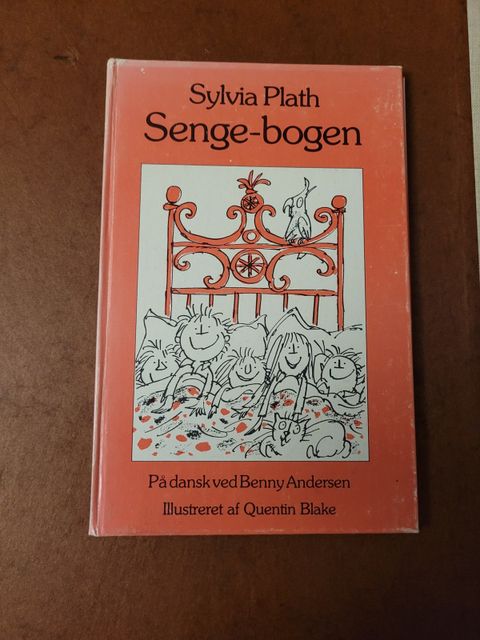 Sylvia Plath
Senge-bogen
På dansk ved Benny Andersen
Illustreret af Quentin Blake